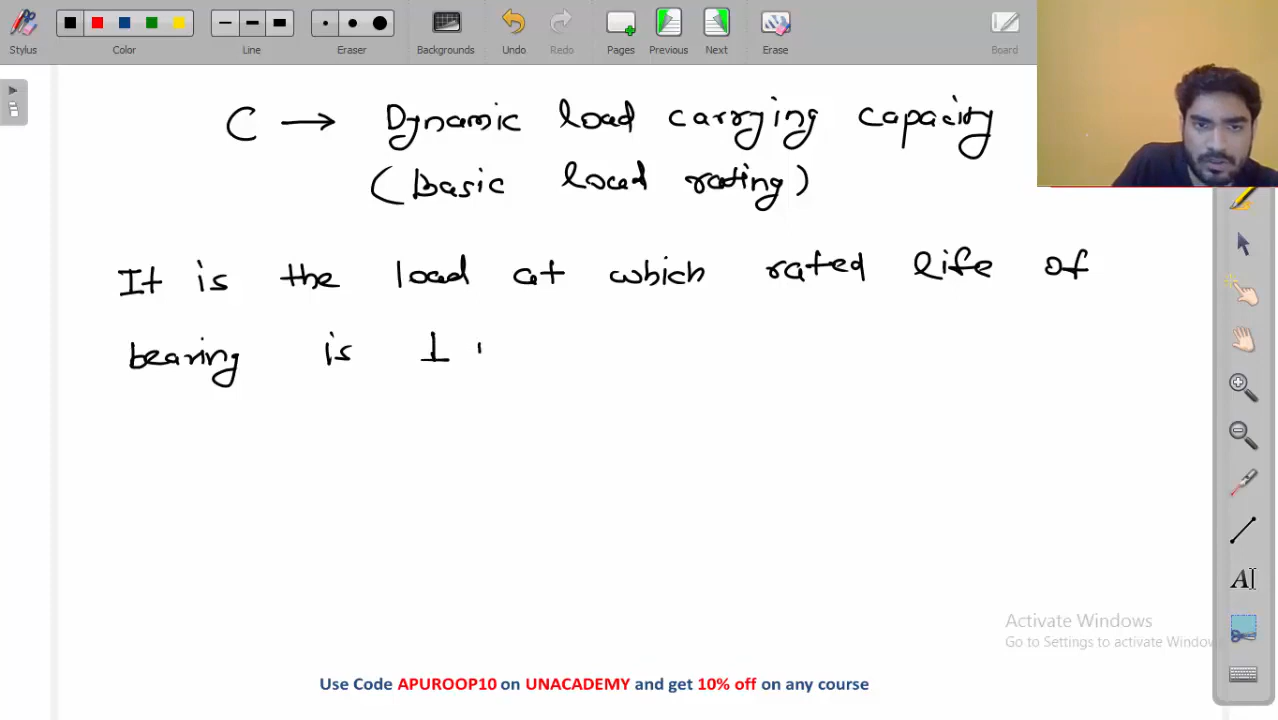 Stylus
Color
Line
Eraser
Backgrounds
Undo
Redo
Pages
Previous
Next
Erase
Board
C → Dynamic load carrying capacity
(Basic load rating)
It is the load at which rated life of
bearing is 1
Activate Windows
Go to Settings to activate Window
Use Code APUROOP10 on UNACADEMY and get 10% off on any course